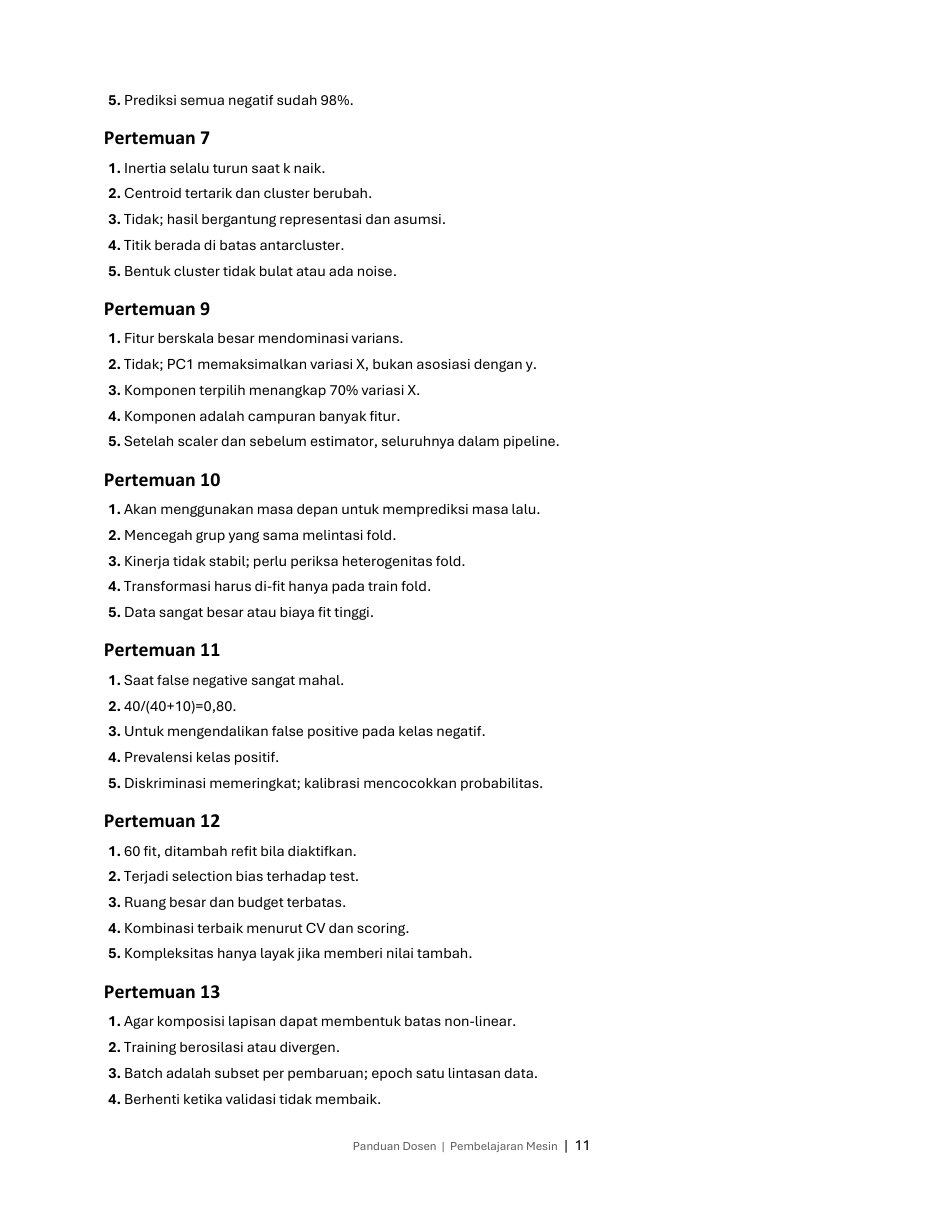 5. Prediksi semua negatif sudah 98%.
Pertemuan 7
1. Inertia selalu turun saat k naik.
2. Centroid tertarik dan cluster berubah.
3. Tidak; hasil bergantung representasi dan asumsi.
4. Titik berada di batas antarcluster.
5. Bentuk cluster tidak bulat atau ada noise.
Pertemuan 9
1. Fitur berskala besar mendominasi varians.
2. Tidak; PC1 memaksimalkan variasi X, bukan asosiasi dengan y.
3. Komponen terpilih menangkap 70% variasi X.
4. Komponen adalah campuran banyak fitur.
5. Setelah scaler dan sebelum estimator, seluruhnya dalam pipeline.
Pertemuan 10
1. Akan menggunakan masa depan untuk memprediksi masa lalu.
2. Mencegah grup yang sama melintasi fold.
3. Kinerja tidak stabil; perlu periksa heterogenitas fold.
4. Transformasi harus di-fit hanya pada train fold.
5. Data sangat besar atau biaya fit tinggi.
Pertemuan 11
1. Saat false negative sangat mahal.
2. 40/(40+10)=0,80.
3. Untuk mengendalikan false positive pada kelas negatif.
4. Prevalensi kelas positif.
5. Diskriminasi memeringkat; kalibrasi mencocokkan probabilitas.
Pertemuan 12
1. 60 fit, ditambah refit bila diaktifkan.
2. Terjadi selection bias terhadap test.
3. Ruang besar dan budget terbatas.
4. Kombinasi terbaik menurut CV dan scoring.
5. Kompleksitas hanya layak jika memberi nilai tambah.
Pertemuan 13
1. Agar komposisi lapisan dapat membentuk batas non-linear.
2. Training berosilasi atau divergen.
3. Batch adalah subset per pembaruan; epoch satu lintasan data.
4. Berhenti ketika validasi tidak membaik.
Panduan Dosen | Pembelajaran Mesin | 11